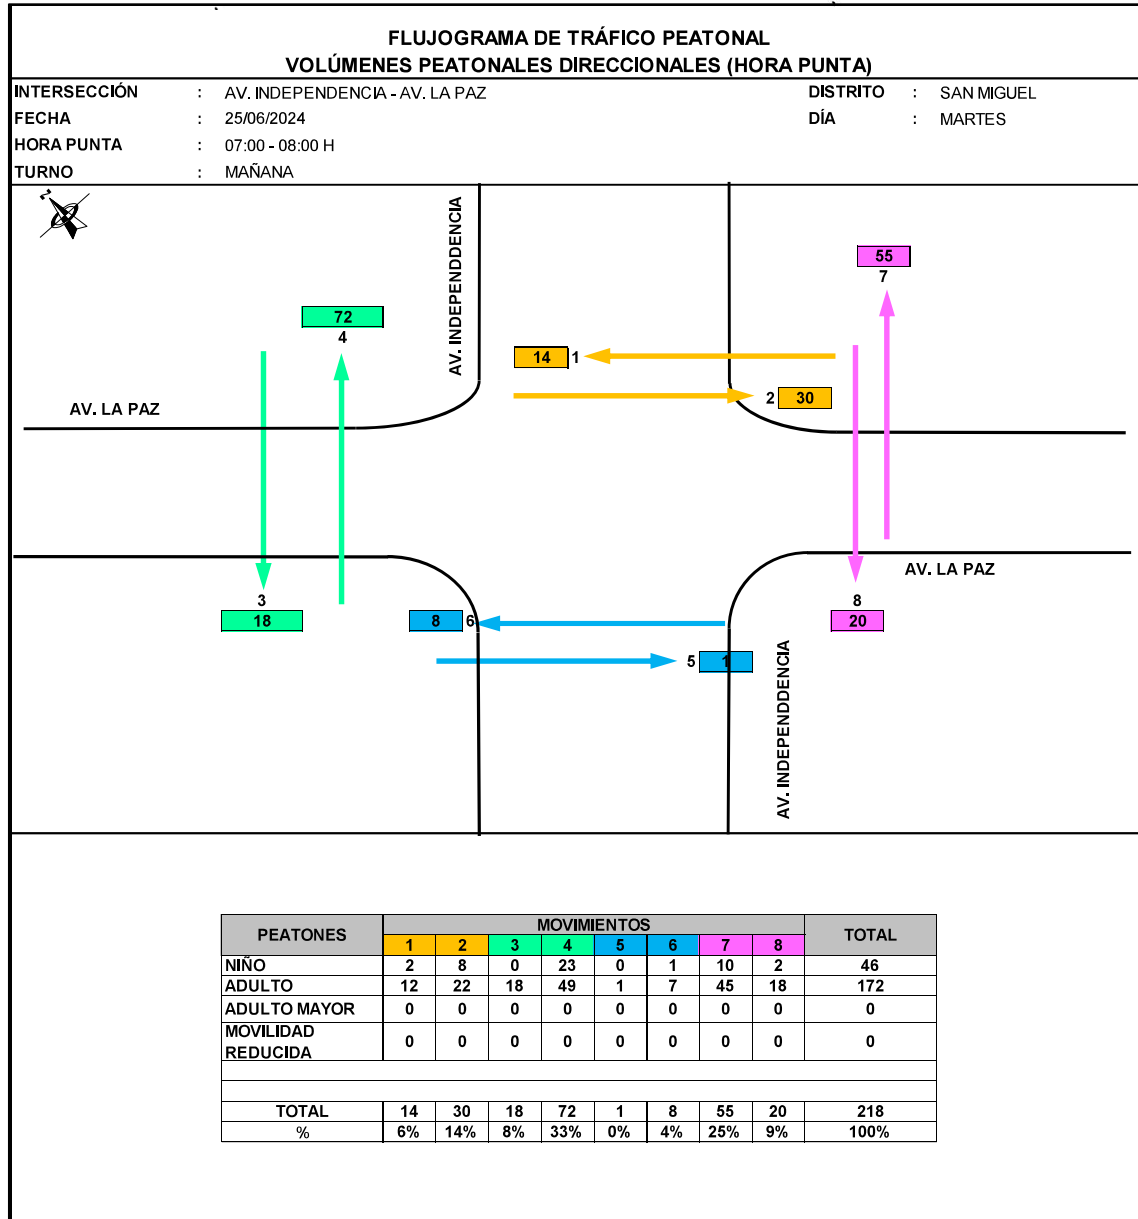 FLUJOGRAMA DE TRÁFICO PEATONAL
VOLÚMENES PEATONALES DIRECCIONALES (HORA PUNTA)
INTERSECCIÓN : AV. INDEPENDENCIA - AV. LA PAZ DISTRITO : SAN MIGUEL
FECHA : 25/06/2024 DÍA : MARTES
HORA PUNTA : 07:00 - 08:00 H
TURNO : MAÑANA
AV. INDEPENDDENCIA
55
7
72
4
14 1
2 30
AV. LA PAZ
AV. LA PAZ
3
18
8 6
8
20
5 1
AV. INDEPENDDENCIA
PEATONES MOVIMIENTOS TOTAL
1 2 3 4 5 6 7 8
NIÑO 2 8 0 23 0 1 10 2 46
ADULTO 12 22 18 49 1 7 45 18 172
ADULTO MAYOR 0 0 0 0 0 0 0 0 0
MOVILIDAD
REDUCIDA 0 0 0 0 0 0 0 0 0
TOTAL 14 30 18 72 1 8 55 20 218
% 6% 14% 8% 33% 0% 4% 25% 9% 100%